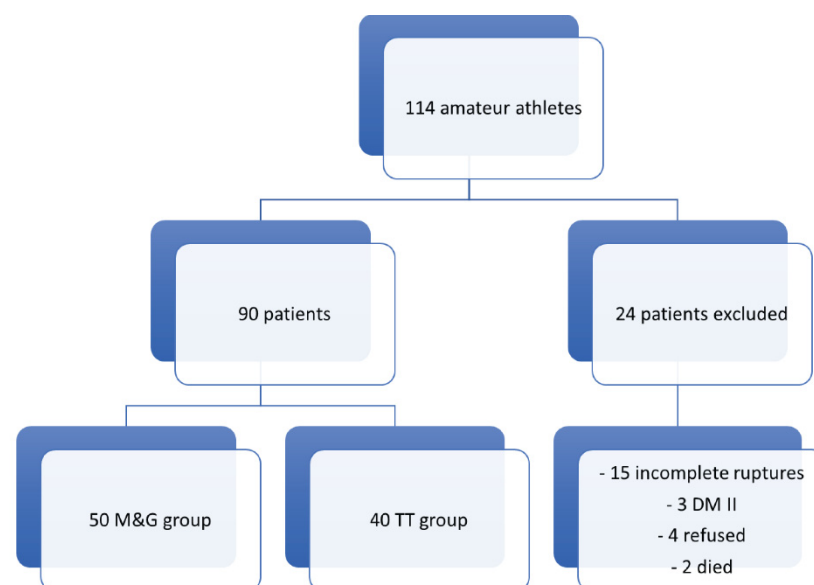 114 amateur athletes
90 patients
24 patients excluded
50 M&G group
40 TT group
- 15 incomplete ruptures
- 3 DM II
- 4 refused
- 2 died